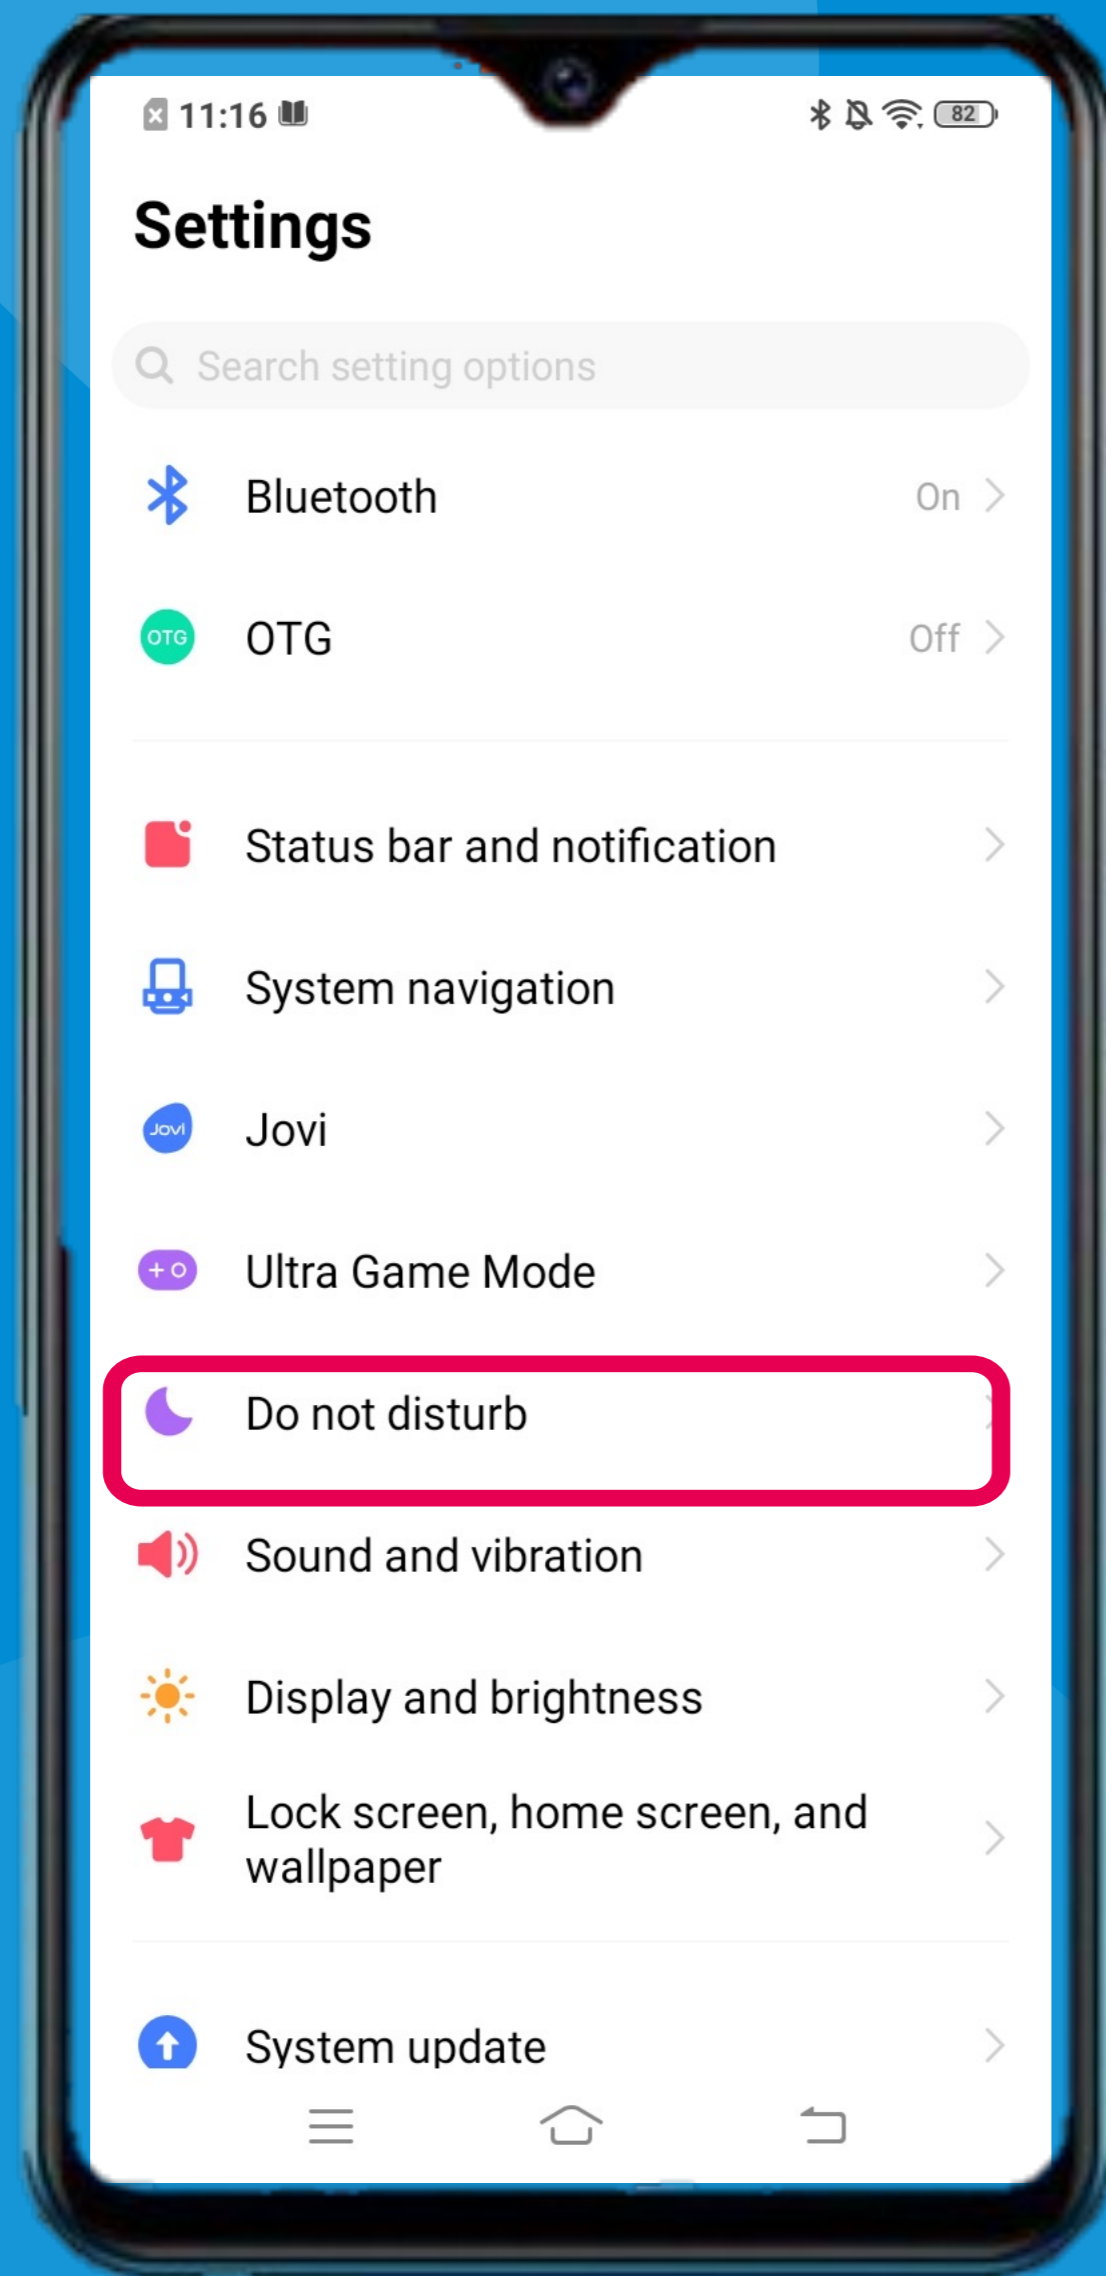 11:16
82
Settings
Search setting options
Bluetooth
On
OTG
OTG
Off
Status bar and notification
System navigation
Jovi
Jovi
Ultra Game Mode
Do not disturb
Sound and vibration
Display and brightness
Lock screen, home screen, and
wallpaper
System update